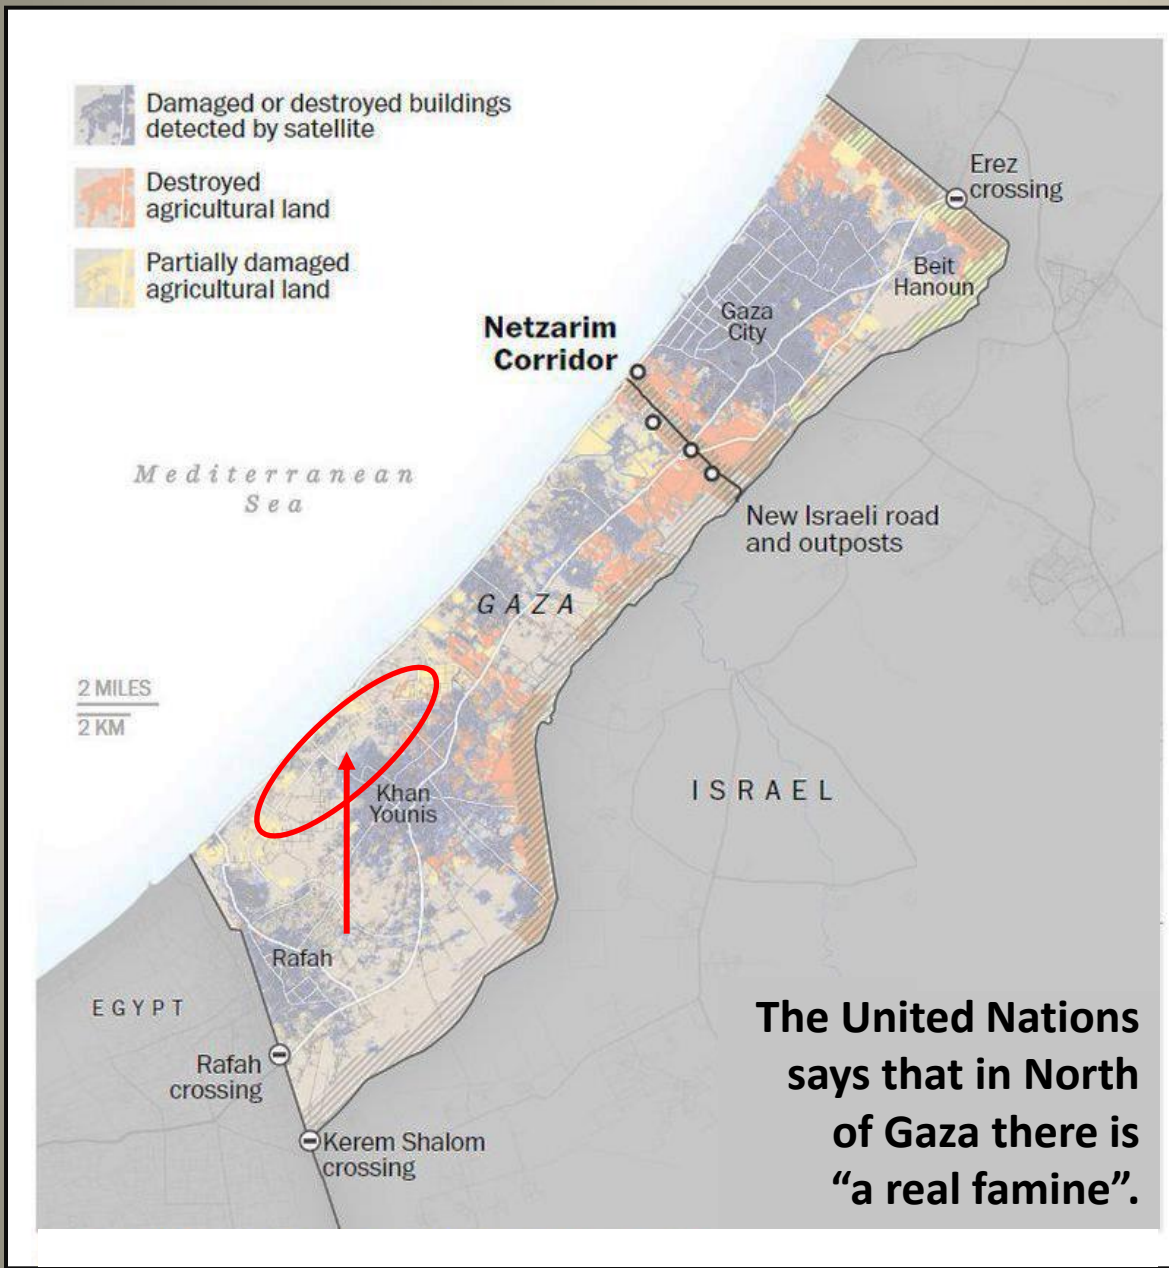 Damaged or destroyed buildings
detected by satellite
Destroyed
agricultural land
Partially damaged
agricultural land
Erez
crossing
Beit
Hanoun
Gaza
City
Netzarim
Corridor
Mediterranean
Sea
New Israeli road
and outposts
GAZA
2 MILES
2 KM
Khan
Younis
ISRAEL
Rafah
EGYPT
Rafah
crossing
Kerem Shalom
crossing
The United Nations
says that in North
of Gaza there is
“a real famine”.